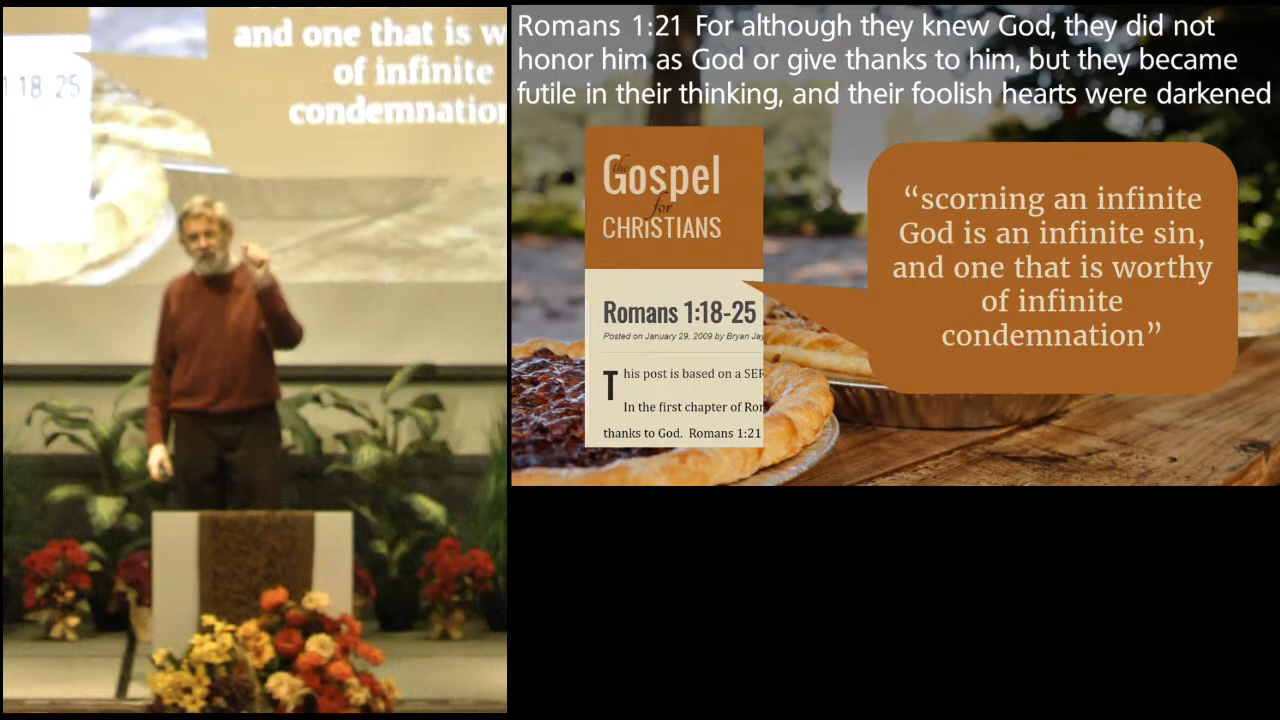 and one that is w
of infinite
condemnation
1 18 25
Romans 1:21 For although they knew God, they did not
honor him as God or give thanks to him, but they became
futile in their thinking, and their foolish hearts were darkened
the
Gospel
for
CHRISTIANS
Romans 1:18-25
Posted on January 29, 2009 by Bryan Jay
This post is based on a SER
In the first chapter of Rom
thanks to God. Romans 1:21
“scorning an infinite
God is an infinite sin,
and one that is worthy
of infinite
condemnation”